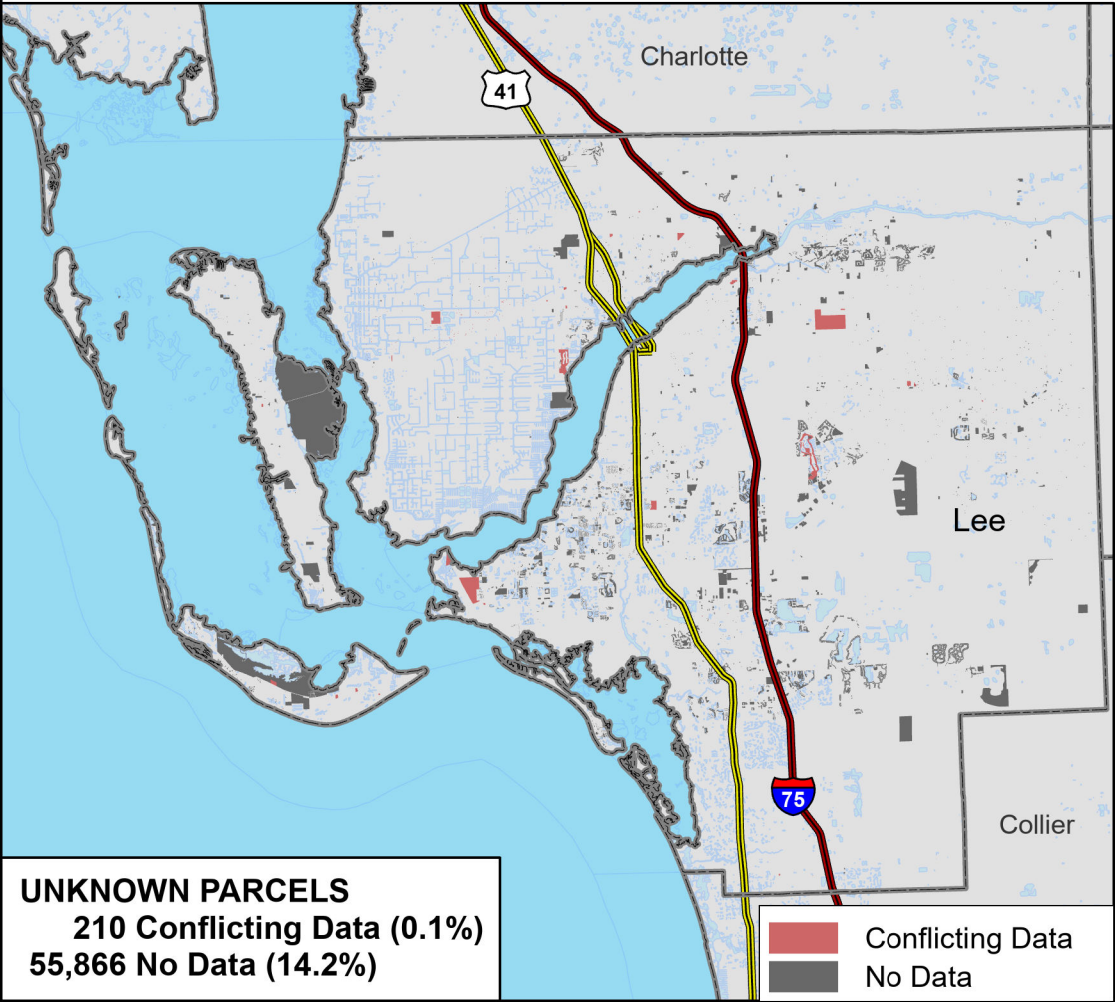 Charlotte
41
Lee
75
Collier
UNKNOWN PARCELS
210 Conflicting Data (0.1%)
55,866 No Data (14.2%)
Conflicting Data
No Data